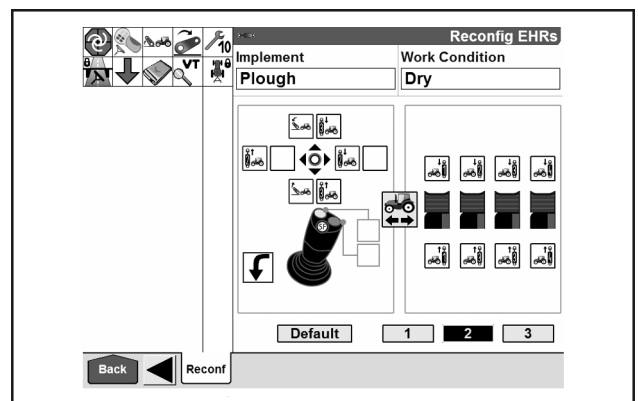 Reconfig EHRs
10
VT
Implement
Work Condition
Plough
Dry
SF
Default
1
2
3
Back
Reconf